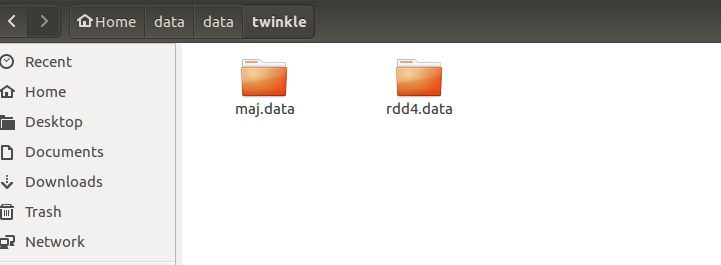 Home data data twinkle
Recent
Home
Desktop
Documents
Downloads
Trash
Network
maj.data rdd4.data